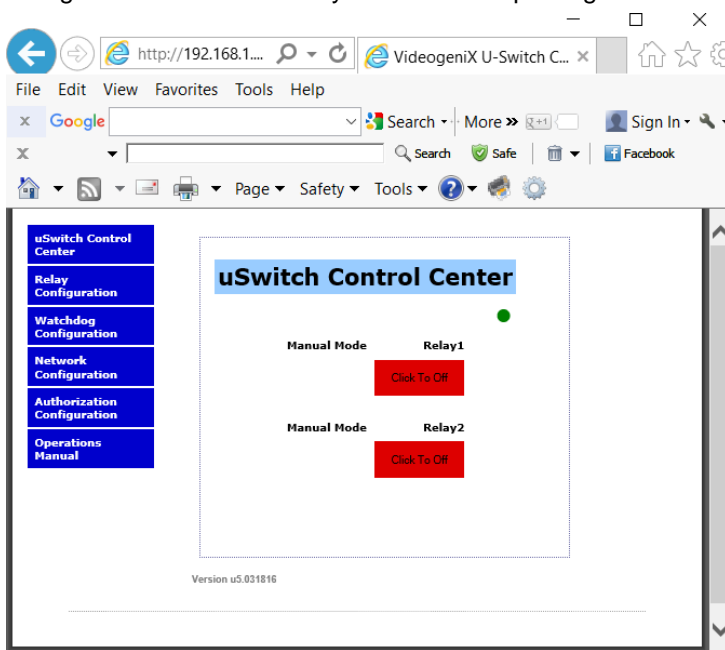 http://192.168.1.... VideogeniX U-Switch C...
File Edit View Favorites Tools Help
x Google Search More » g+1 Sign In
x Search Safe Facebook
Page Safety Tools
uSwitch Control
Center
Relay
Configuration
Watchdog
Configuration
Network
Configuration
Authorization
Configuration
Operations
Manual
uSwitch Control Center
Manual Mode Relay1
Click To Off
Manual Mode Relay2
Click To Off
Version u5.031816